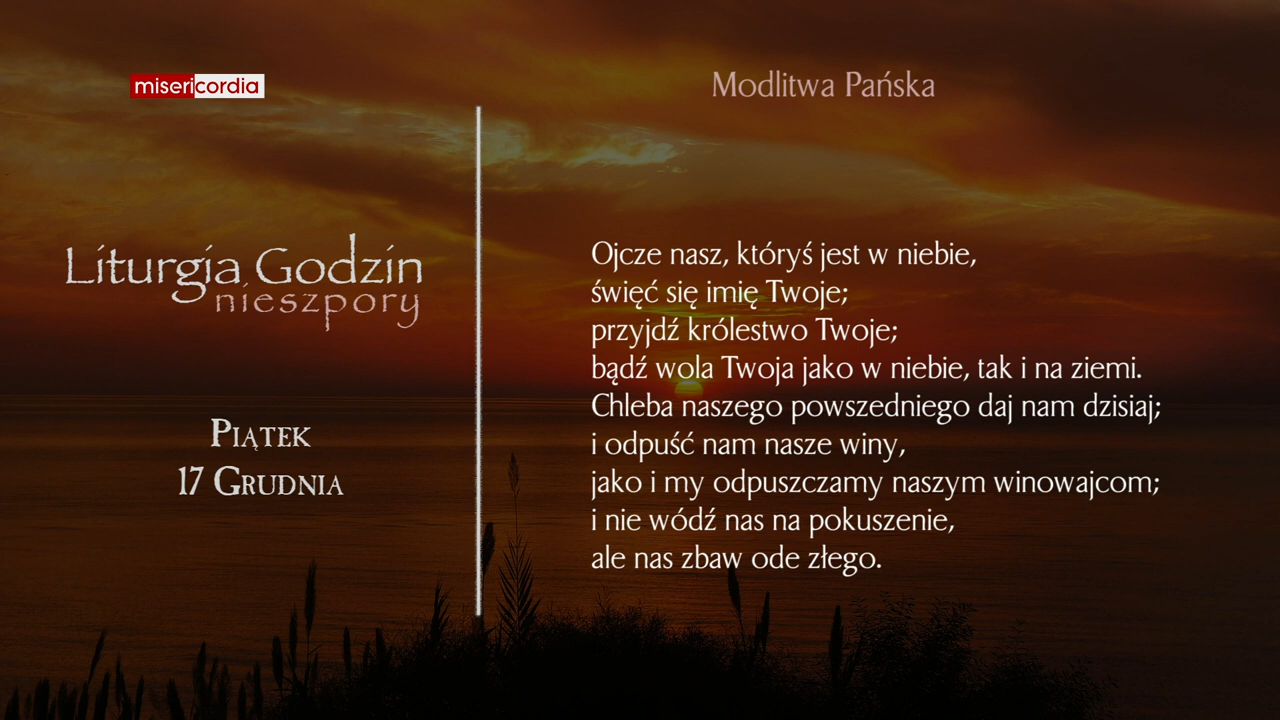 misericordia
Liturgia Godzin
nieszpory
Piątek
17 Grudnia
Modlitwa Pańska
Ojcze nasz, któryś jest w niebie,
święć się imię Twoje;
przyjdź królestwo Twoje;
bądź wola Twoja jako w niebie, tak i na ziemi.
Chleba naszego powszedniego daj nam dzisiaj;
i odpuść nam nasze winy,
jako i my odpuszczamy naszym winowajcom;
i nie wódź nas na pokuszenie,
ale nas zbaw ode złego.